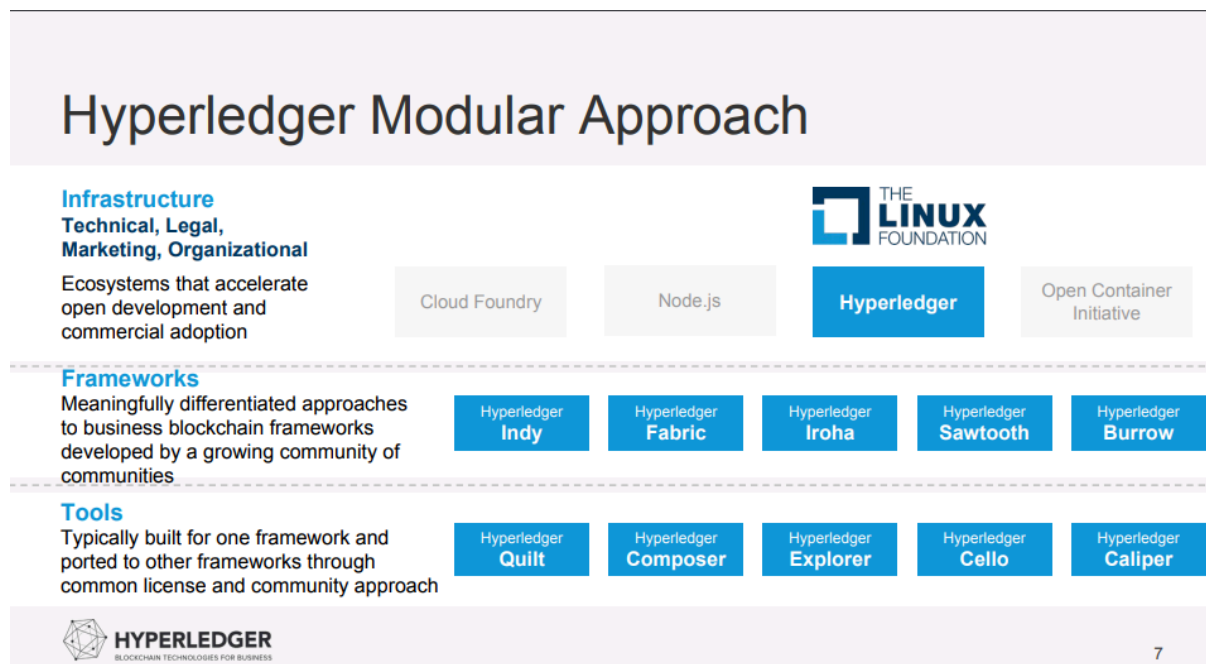 Hyperledger Modular Approach
Infrastructure
Technical, Legal,
Marketing, Organizational
Ecosystems that accelerate
open development and
commercial adoption
THE
LINUX
FOUNDATION
Cloud Foundry
Node.js
Hyperledger
Open Container
Initiative
Frameworks
Meaningfully differentiated approaches
to business blockchain frameworks
developed by a growing community of
communities
Hyperledger
Indy
Hyperledger
Fabric
Hyperledger
Iroha
Hyperledger
Sawtooth
Hyperledger
Burrow
Tools
Typically built for one framework and
ported to other frameworks through
common license and community approach
Hyperledger
Quilt
Hyperledger
Composer
Hyperledger
Explorer
Hyperledger
Cello
Hyperledger
Caliper
HYPERLEDGER
BLOCKCHAIN TECHNOLOGIES FOR BUSINESS
7